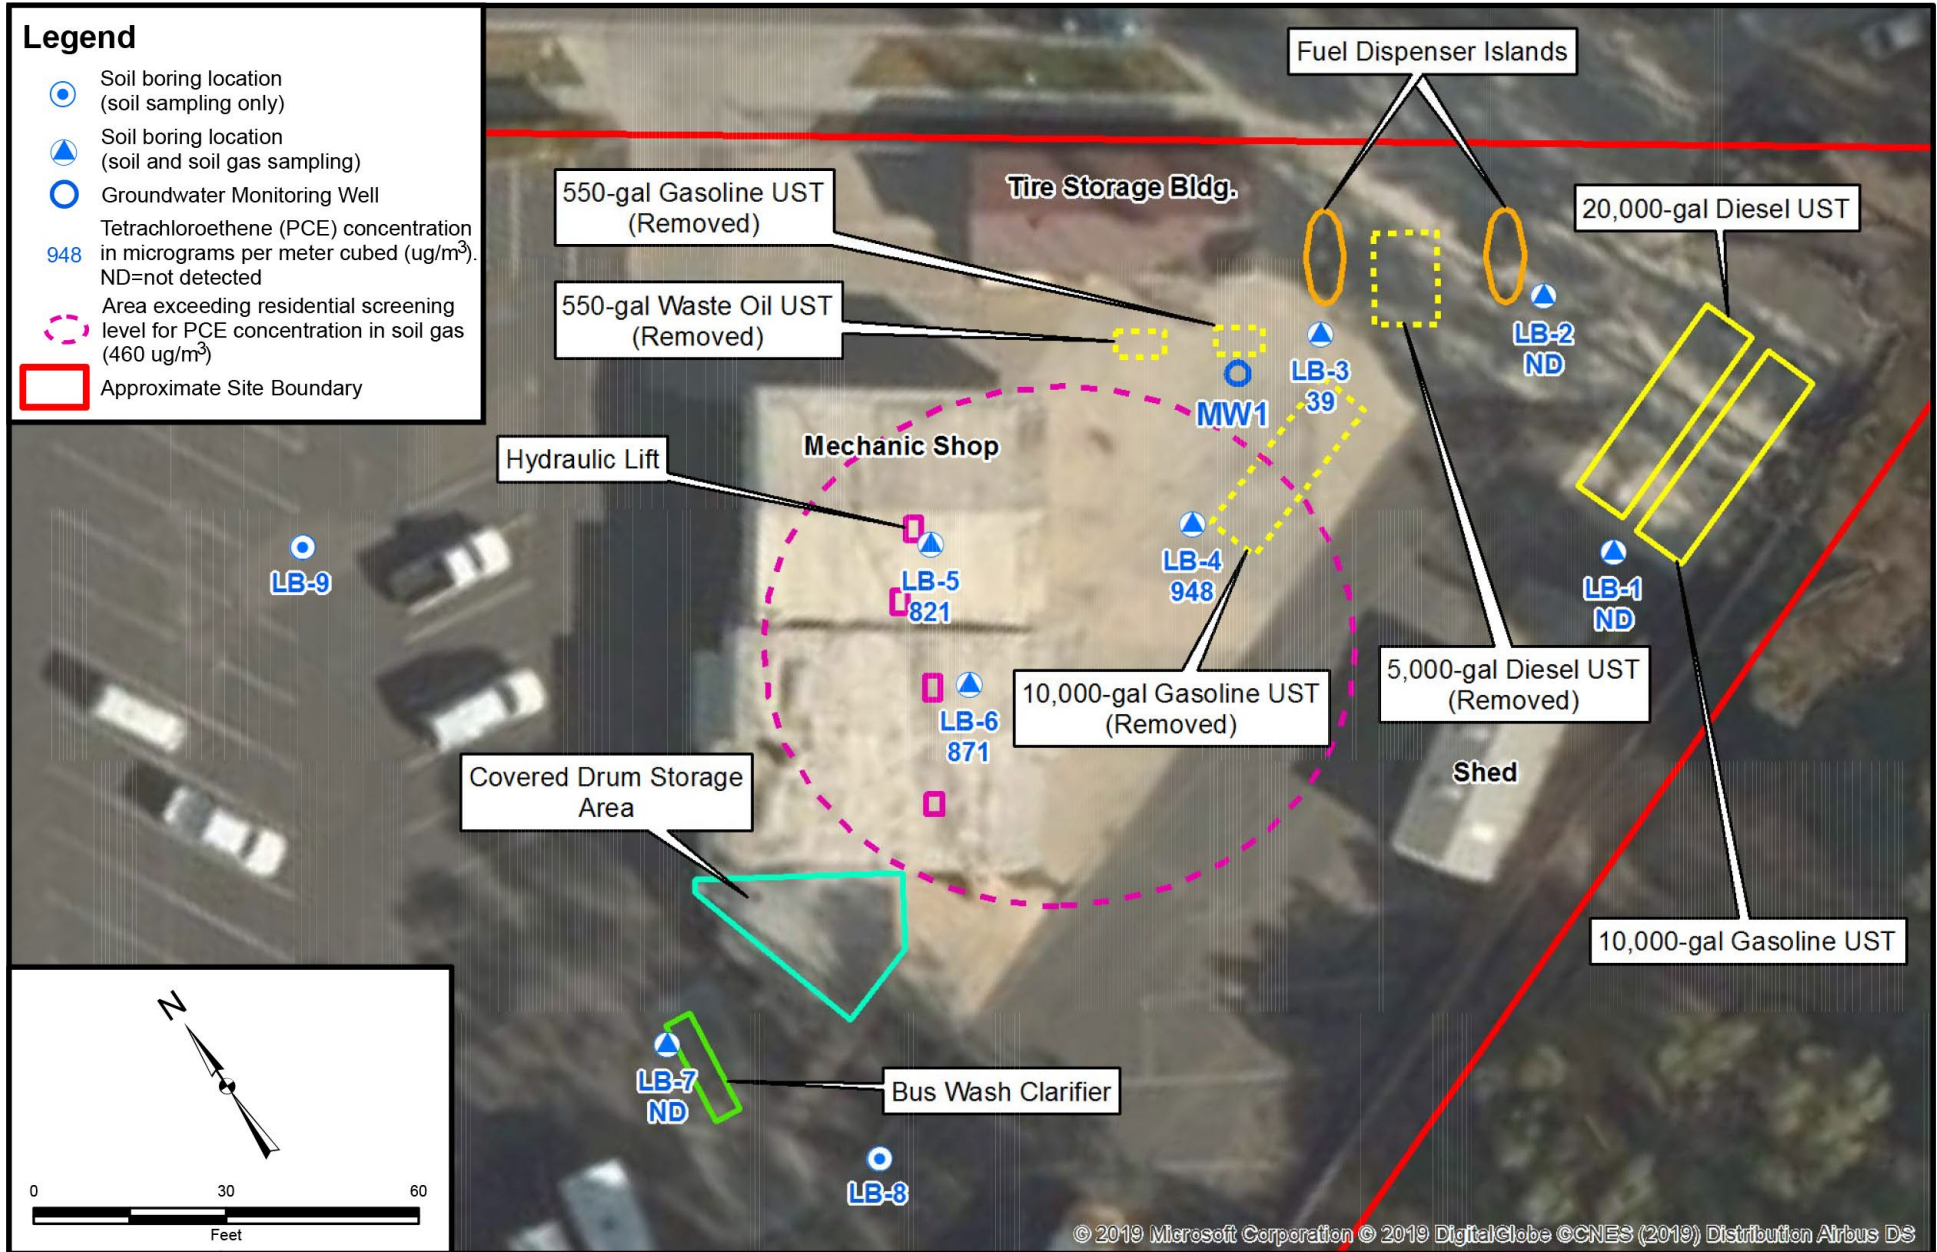 Legend
Soil boring location
(soil sampling only)
Soil boring location
(soil and soil gas sampling)
Groundwater Monitoring Well
948
Tetrachloroethene (PCE) concentration
in micrograms per meter cubed (ug/m³).
ND=not detected
Area exceeding residential screening
level for PCE concentration in soil gas
(460 ug/m³)
Approximate Site Boundary
Fuel Dispenser Islands
550-gal Gasoline UST
(Removed)
Tire Storage Bldg.
20,000-gal Diesel UST
550-gal Waste Oil UST
(Removed)
LB-2
ND
LB-3
39
MW1
Mechanic Shop
Hydraulic Lift
LB-9
LB-5
821
LB-4
948
LB-1
ND
10,000-gal Gasoline UST
(Removed)
5,000-gal Diesel UST
(Removed)
LB-6
871
Shed
Covered Drum Storage
Area
10,000-gal Gasoline UST
N
LB-7
ND
Bus Wash Clarifier
LB-8
0 30 60
Feet
© 2019 Microsoft Corporation © 2019 DigitalGlobe ©CNES (2019) Distribution Airbus DS